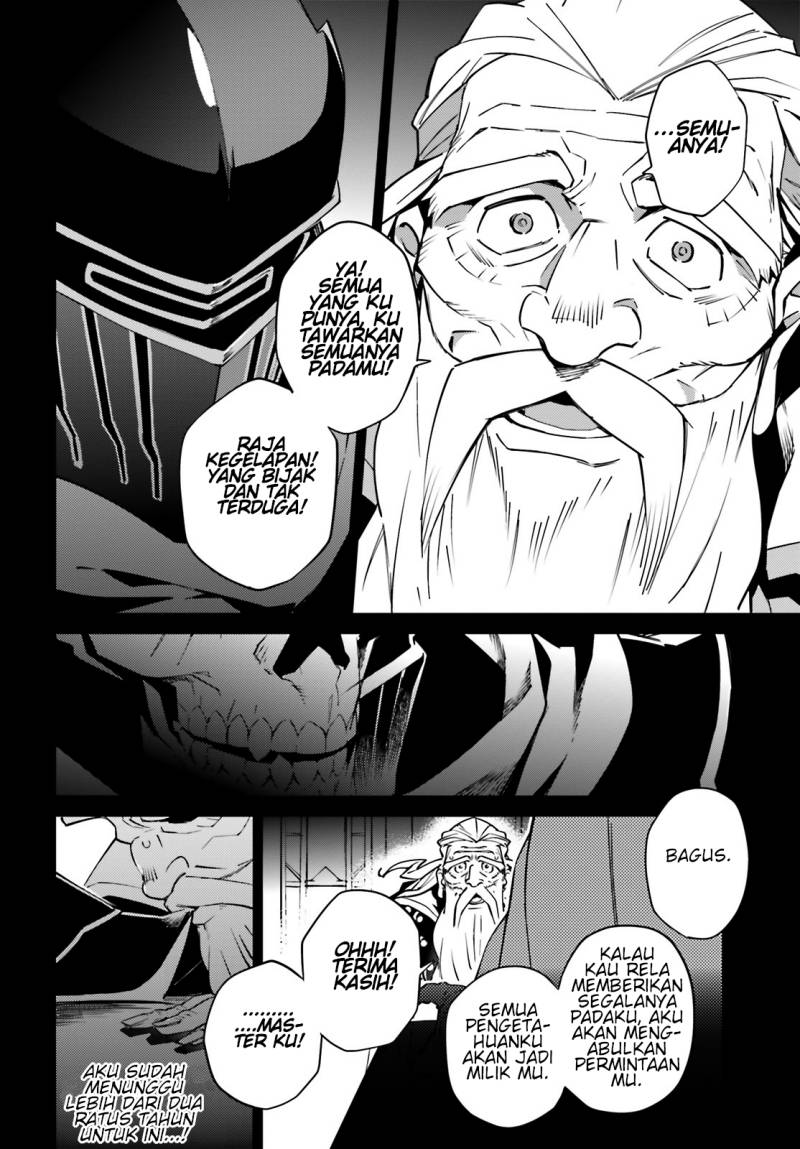 ...SEMU-
ANYA!
YA!
SEMUA
YANG KU
PUNYA, KU
TAWARKAN
SEMUANYA
PADAMU!
RAJA
KEGELAPAN!
YANG BIJAK
DAN TAK
TERDUGA!
BAGUS.
KALAU
KAU RELA
MEMBERIKAN
SEGALANYA
PADAKU, AKU
AKAN MENG-
ABULKAN
PERMINTAAN
MU.
SEMUA
PENGETA-
HUANKU
AKAN JADI
MILIK MU.
OHHH!
TERIMA
KASIH!
.........
....MAS-
TER KU!
AKU SUDAH
MENUNGGU
LEBIH DARI DUA
RATUS TAHUN
UNTUK INI...!